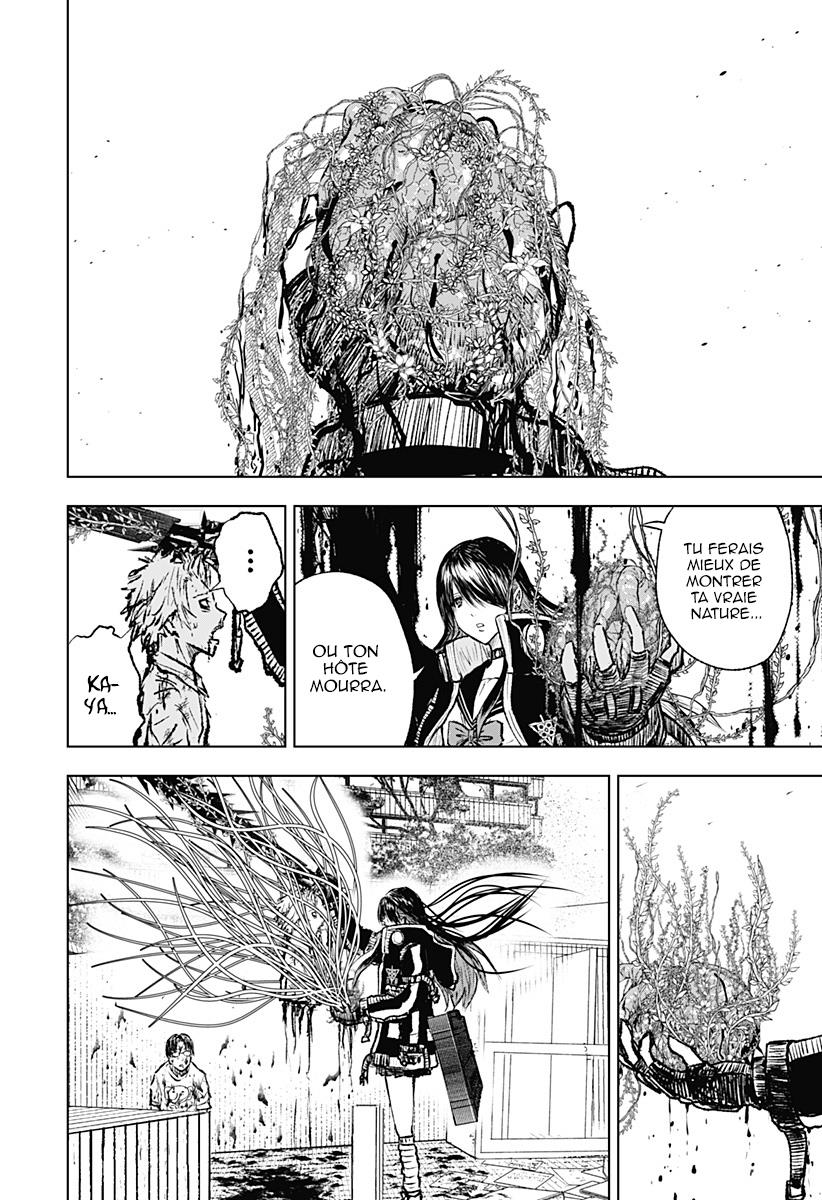 TU FERAIS
MIEUX DE
MONTRER
TA VRAIE
NATURE...
OU TON
HÔTE
MOURRA.
...
KA-
YA...